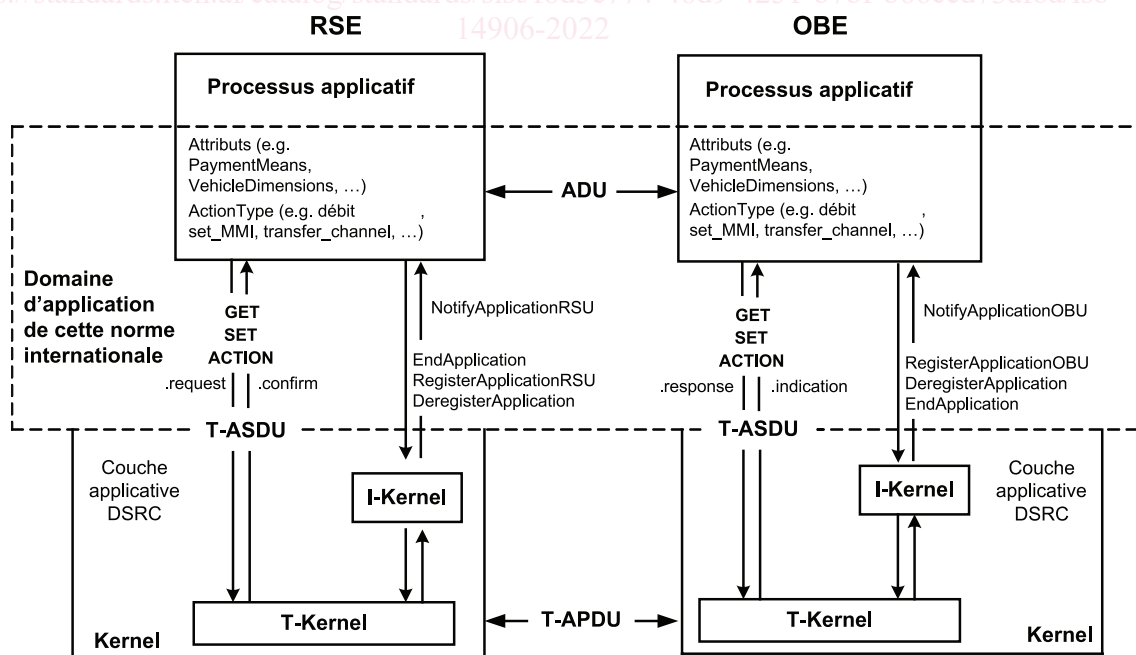 14906-2022
RSE
OBE
Processus applicatif
Attributs (e.g.
PaymentMeans,
VehicleDimensions, …)
ActionType (e.g. débit ,
set_MMI, transfer_channel, …)
ADU
Processus applicatif
Attributs (e.g.
PaymentMeans,
VehicleDimensions, …)
ActionType (e.g. débit ,
set_MMI, transfer_channel, …)
Domaine
d’application
de cette norme
internationale
GET
SET
ACTION
.request
.confirm
NotifyApplicationRSU
EndApplication
RegisterApplicationRSU
DeregisterApplication
GET
SET
ACTION
.response
.indication
NotifyApplicationOBU
RegisterApplicationOBU
DeregisterApplication
EndApplication
T-ASDU
T-ASDU
Couche
applicative
DSRC
I-Kernel
I-Kernel
Couche
applicative
DSRC
T-Kernel
Kernel
T-APDU
T-Kernel
Kernel